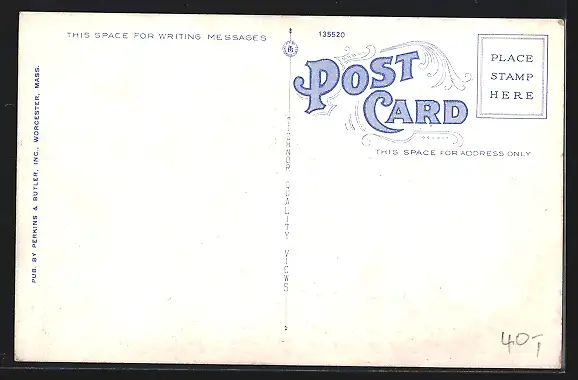 THIS SPACE FOR WRITING MESSAGES
135520
POST
CARD
PLACE
STAMP
HERE
THIS SPACE FOR ADDRESS ONLY
PUB. BY PERKINS & BUTLER, INC., WORCESTER, MASS.
QUALITY VIEWS
40,-